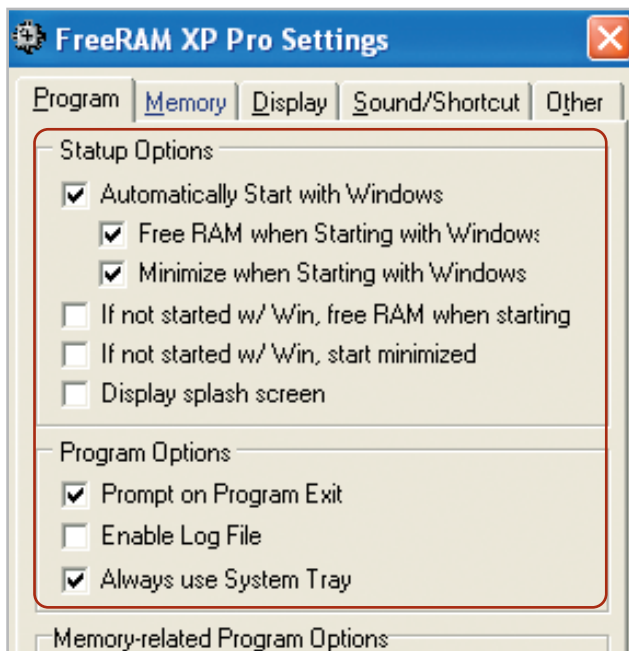 FreeRAM XP Pro Settings
Program Memory Display Sound/Shortcut Other
Statup Options
Automatically Start with Windows
Free RAM when Starting with Windows
Minimize when Starting with Windows
If not started w/ Win, free RAM when starting
If not started w/ Win, start minimized
Display splash screen
Program Options
Prompt on Program Exit
Enable Log File
Always use System Tray
Memory-related Program Options